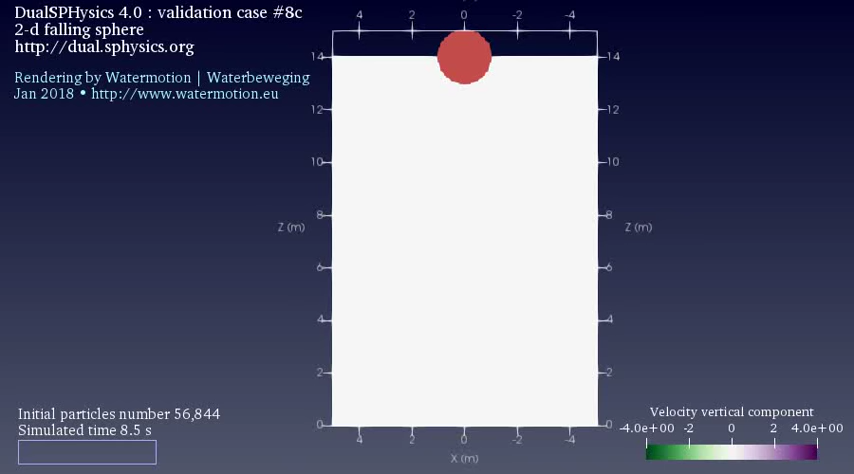 DualSPHysics 4.0 : validation case #8c
2-d falling sphere
http://dual.sphysics.org
Rendering by Watermotion | Waterbeweging
Jan 2018 • http://www.watermotion.eu
4 2 0 -2 -4
14 14
12 12
10 10
8 8
Z (m) Z (m)
6 6
4 4
2 2
0 0
4 2 0 -2 -4
X (m)
Initial particles number 56,844
Simulated time 8.5 s
Velocity vertical component
-4.0e+00 -2 0 2 4.0e+00